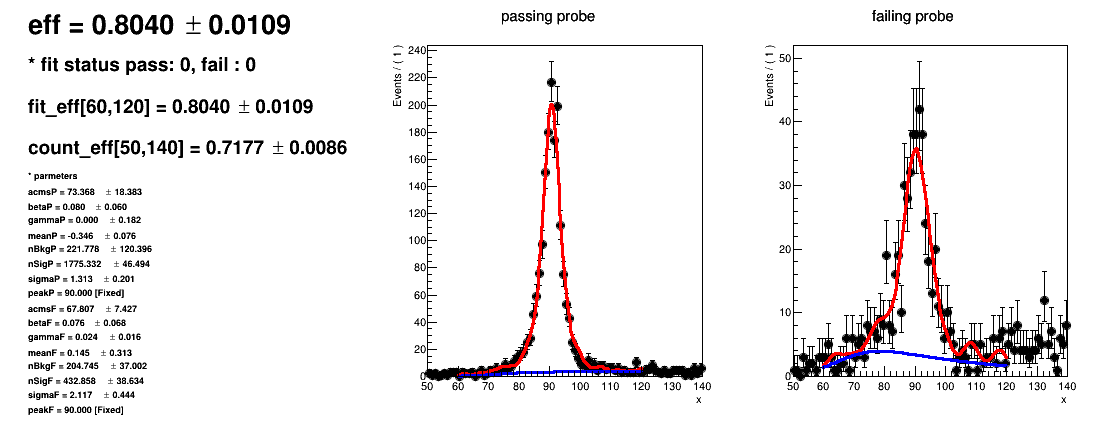 eff = 0.8040 ± 0.0109
* fit status pass: 0, fail : 0
fit_eff[60,120] = 0.8040 ± 0.0109
count_eff[50,140] = 0.7177 ± 0.0086
* parmeters
acmsP = 73.368 ± 18.383
betaP = 0.080 ± 0.060
gammaP = 0.000 ± 0.182
meanP = -0.346 ± 0.076
nBkgP = 221.778 ± 120.396
nSigP = 1775.332 ± 46.494
sigmaP = 1.313 ± 0.201
peakP = 90.000 [Fixed]
acmsF = 67.807 ± 7.427
betaF = 0.076 ± 0.068
gammaF = 0.024 ± 0.016
meanF = 0.145 ± 0.313
nBkgF = 204.745 ± 37.002
nSigF = 432.858 ± 38.634
sigmaF = 2.117 ± 0.444
peakF = 90.000 [Fixed]
passing probe
Events / ( 1 )
240
220
200
180
160
140
120
100
80
60
40
20
0
50 60 70 80 90 100 110 120 130 140
x
failing probe
Events / ( 1 )
50
40
30
20
10
0
50 60 70 80 90 100 110 120 130 140
x